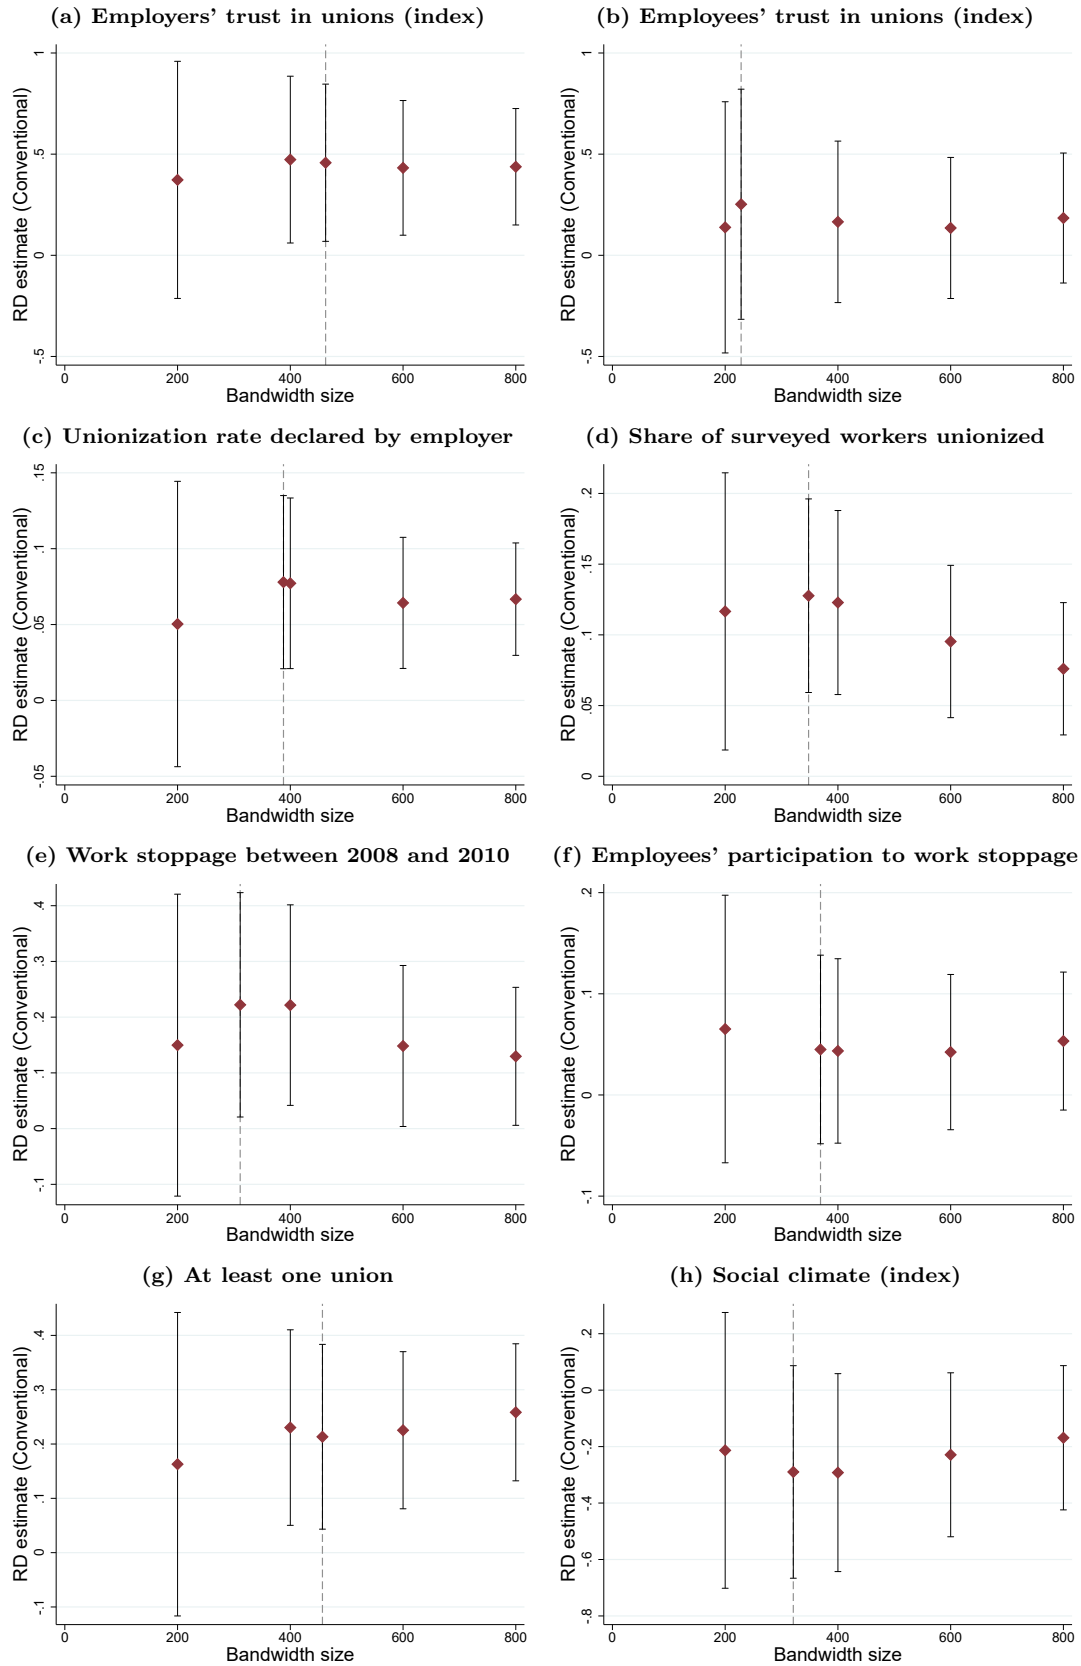 (a) Employers' trust in unions (index)
RD estimate (Conventional)
1
.5
0
-.5
0 200 400 600 800
Bandwidth size
(b) Employees' trust in unions (index)
RD estimate (Conventional)
1
.5
0
-.5
0 200 400 600 800
Bandwidth size
(c) Unionization rate declared by employer
RD estimate (Conventional)
.15
.1
.05
0
-.05
0 200 400 600 800
Bandwidth size
(d) Share of surveyed workers unionized
RD estimate (Conventional)
.2
.15
.1
.05
0
0 200 400 600 800
Bandwidth size
(e) Work stoppage between 2008 and 2010
RD estimate (Conventional)
.4
.3
.2
.1
0
-.1
0 200 400 600 800
Bandwidth size
(f) Employees' participation to work stoppage
RD estimate (Conventional)
.2
.1
0
-.1
0 200 400 600 800
Bandwidth size
(g) At least one union
RD estimate (Conventional)
.4
.3
.2
.1
0
-.1
0 200 400 600 800
Bandwidth size
(h) Social climate (index)
RD estimate (Conventional)
.2
0
-.2
-.4
-.6
-.8
0 200 400 600 800
Bandwidth size